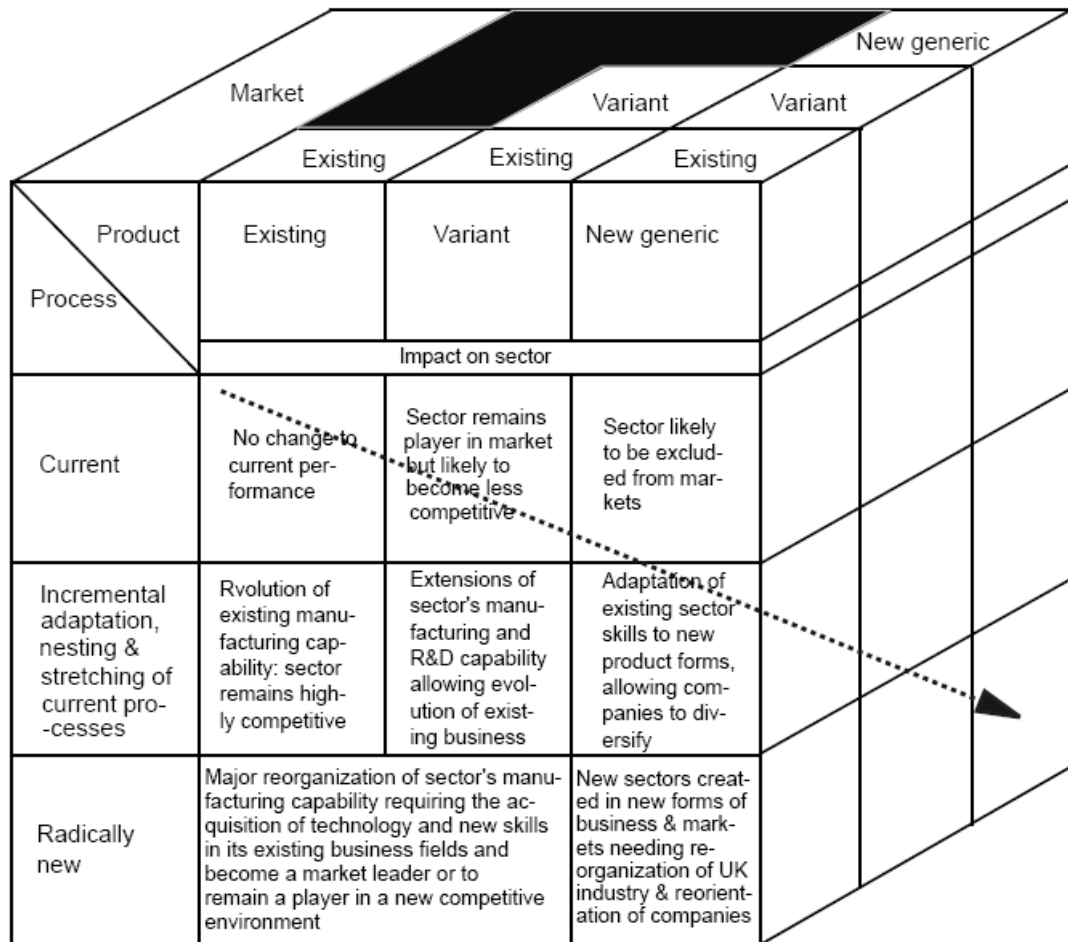 New generic
Market
Variant
Variant
Existing
Existing
Existing
Product
Process
Existing
Variant
New generic
Impact on sector
Current
No change to
current per-
formance
Sector remains
player in market
but likely to
become less
competitive
Sector likely
to be exclud-
ed from mar-
kets
Incremental
adaptation,
nesting &
stretching of
current pro-
-cesses
Rvolution of
existing manu-
facturing cap-
ability: sector
remains high-
ly competitive
Extensions of
sector's manu-
facturing and
R&D capability
allowing evol-
ution of exist-
ing business
Adaptation of
existing sector
skills to new
product forms,
allowing com-
panies to div-
ersify
Radically
new
Major reorganization of sector's manu-
facturing capability requiring the ac-
quisition of technology and new skills
in its existing business fields and
become a market leader or to
remain a player in a new competitive
environment
New sectors creat-
ed in new forms of
business & mark-
ets needing re-
organization of UK
industry & reorient-
ation of companies